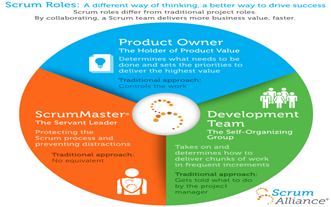 Scrum Roles: A different way of thinking, a better way to drive success
Scrum roles differ from traditional project roles.
By collaborating, a Scrum team delivers more business value, faster.
Product Owner
The Holder of Product Value
Determines what needs to be
done and sets the priorities to
deliver the highest value
Traditional approach:
Controls the work
ScrumMaster
The Servant Leader
Protecting the
Scrum process and
preventing distractions
Traditional approach:
No equivalent
Development
Team
The Self-Organizing
Group
Takes on and
determines how to
deliver chunks of work
in frequent increments
Traditional approach:
Gets told what to do
by the project
manager
Scrum
Alliance®